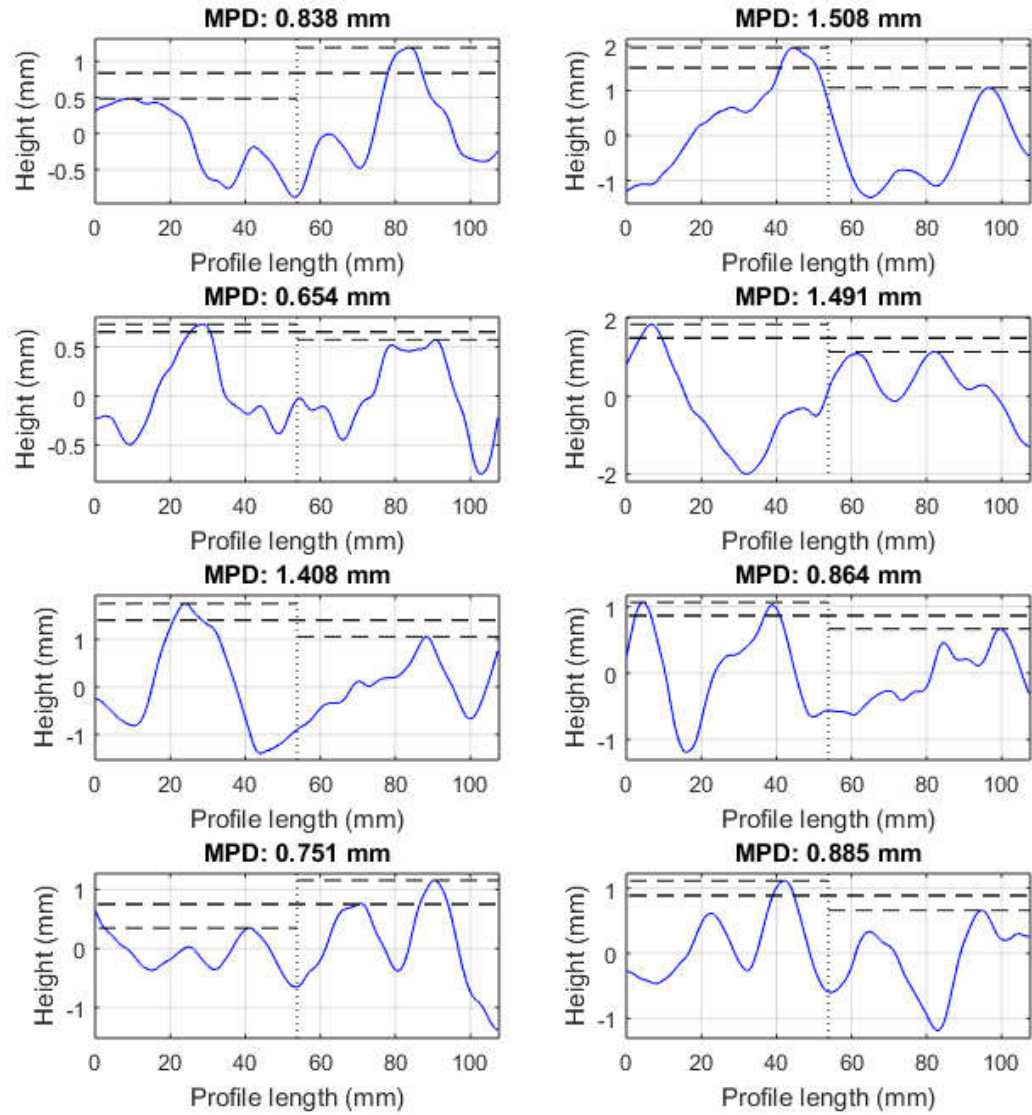 MPD: 0.838 mm
Height (mm)
1
0.5
0
-0.5
0 20 40 60 80 100
Profile length (mm)
MPD: 1.508 mm
Height (mm)
2
1
0
-1
0 20 40 60 80 100
Profile length (mm)
MPD: 0.654 mm
Height (mm)
0.5
0
-0.5
0 20 40 60 80 100
Profile length (mm)
MPD: 1.491 mm
Height (mm)
2
0
-2
0 20 40 60 80 100
Profile length (mm)
MPD: 1.408 mm
Height (mm)
1
0
-1
0 20 40 60 80 100
Profile length (mm)
MPD: 0.864 mm
Height (mm)
1
0
-1
0 20 40 60 80 100
Profile length (mm)
MPD: 0.751 mm
Height (mm)
1
0
-1
0 20 40 60 80 100
Profile length (mm)
MPD: 0.885 mm
Height (mm)
1
0
-1
0 20 40 60 80 100
Profile length (mm)